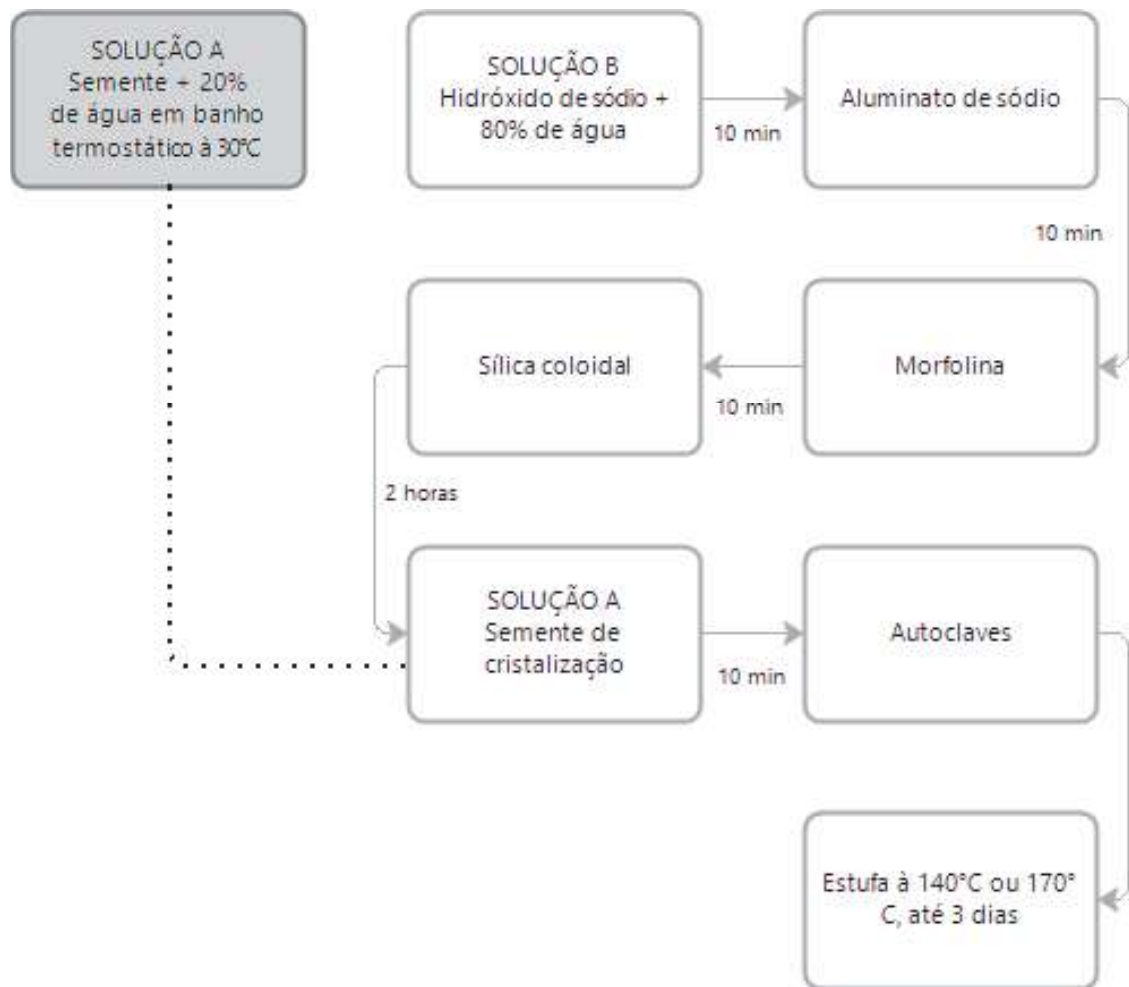 SOLUÇÃO A
Semente + 20%
de água em banho
termostático à 30°C
SOLUÇÃO B
Hidróxido de sódio +
80% de água
10 min
Aluminato de sódio
10 min
Morfolina
10 min
Sílica coloidal
2 horas
SOLUÇÃO A
Semente de
cristalização
10 min
Autoclaves
Estufa à 140°C ou 170°
C, até 3 dias